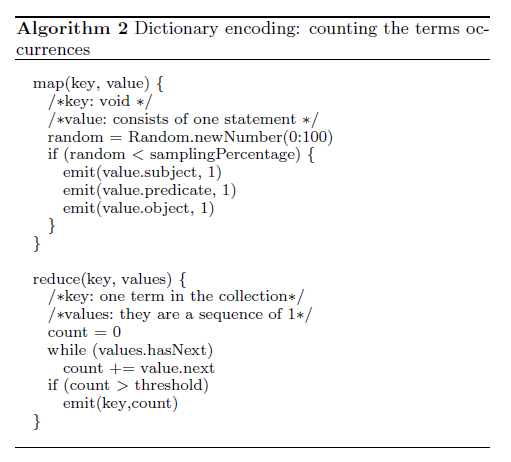 Algorithm 2 Dictionary encoding: counting the terms oc-
currences
map(key, value) {
/*key: void */
/*value: consists of one statement */
random = Random.newNumber(0:100)
if (random < samplingPercentage) {
emit(value.subject, 1)
emit(value.predicate, 1)
emit(value.object, 1)
}
}
reduce(key, values) {
/*key: one term in the collection*/
/*values: they are a sequence of 1*/
count = 0
while (values.hasNext)
count += value.next
if (count > threshold)
emit(key,count)
}